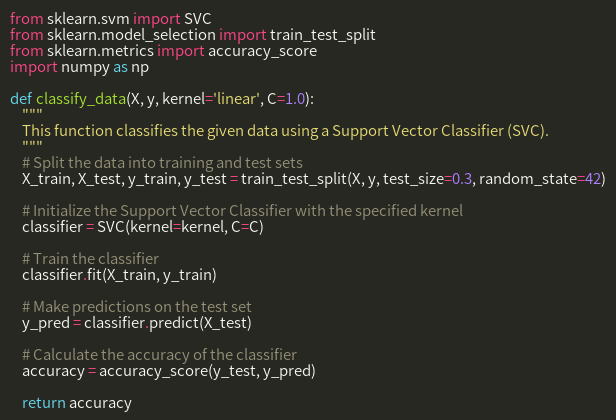 from sklearn.svm import SVC
from sklearn.model_selection import train_test_split
from sklearn.metrics import accuracy_score
import numpy as np

def classify_data(X, y, kernel='linear', C=1.0):
    """
    This function classifies the given data using a Support Vector Classifier (SVC).
    """
    # Split the data into training and test sets
    X_train, X_test, y_train, y_test = train_test_split(X, y, test_size=0.3, random_state=42)

    # Initialize the Support Vector Classifier with the specified kernel
    classifier = SVC(kernel=kernel, C=C)

    # Train the classifier
    classifier.fit(X_train, y_train)

    # Make predictions on the test set
    y_pred = classifier.predict(X_test)

    # Calculate the accuracy of the classifier
    accuracy = accuracy_score(y_test, y_pred)

    return accuracy